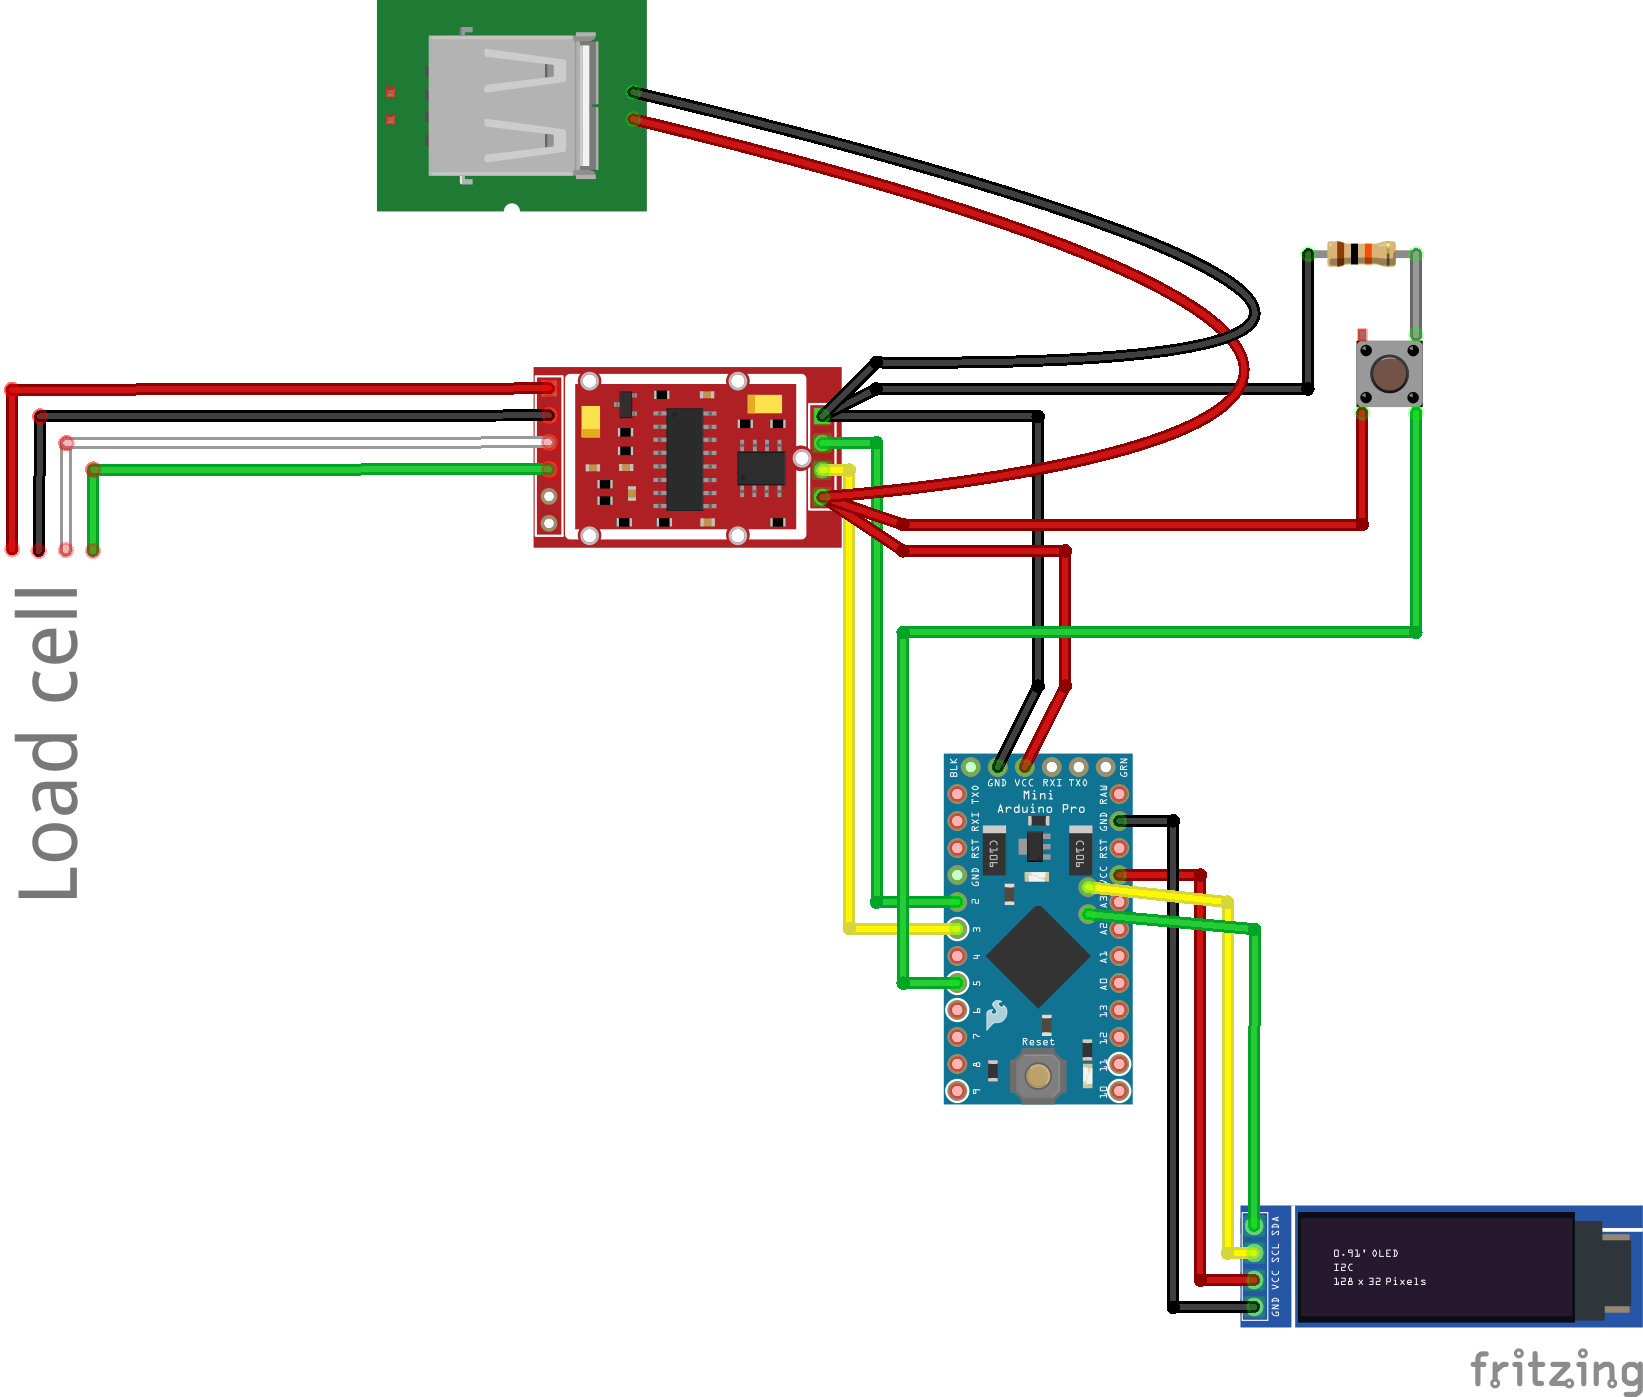 Load cell
BLK
GND
VCC
RXI
TXO
GRN
Mini
Arduino Pro
TXO
RXI
RST
GND
2
3
4
5
6
7
8
9
RAW
GND
RST
VCC
A3
A2
A1
A0
13
12
11
10
C106
C106
Reset
SDA
SCL
VCC
GND
0.91' OLED
I2C
128 x 32 Pixels
fritzing